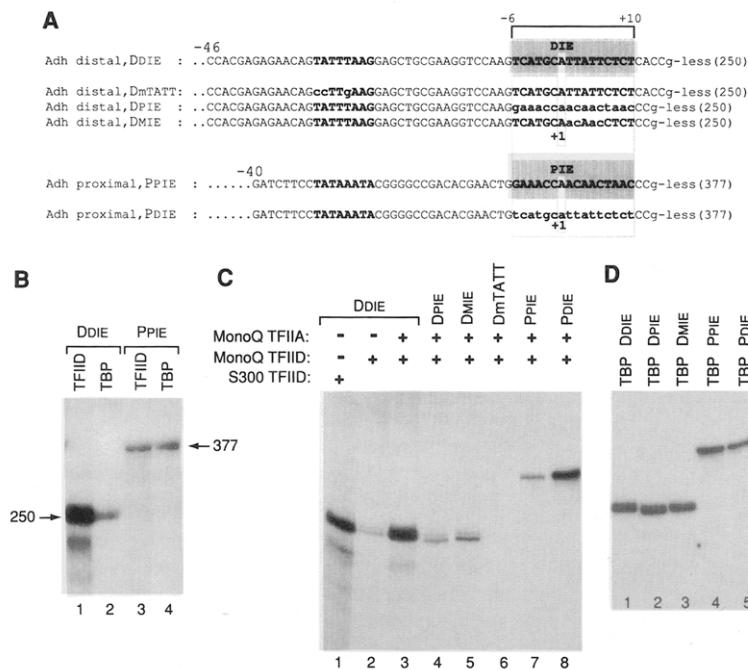 A
-46
-6
+10
DIE
Adh distal,DDIE : ..CCACGAGAGAACAGTATTTAAGGAGCTGCGAAGGTCCAAGTCATGCATTATTCTCTCACCg-less(250)
Adh distal,DmTATT: ..CCACGAGAGAACAGccTTgAAGGAGCTGCGAAGGTCCAAGTCATGCATTATTCTCTCACCg-less(250)
Adh distal,DPIE : ..CCACGAGAGAACAGTATTTAAGGAGCTGCGAAGGTCCAAGgaaaccaacaactaacCCg-less(250)
Adh distal,DMIE : ..CCACGAGAGAACAGTATTTAAGGAGCTGCGAAGGTCCAAGTCATGCAacAAcCTCTCCg-less(250)
+1
-40
PIE
Adh proximal,PPIE : ......GATCTTCCTATAAATACGGGGCCGACACGAACTGGAAACCAACAACTAACCCg-less(377)
Adh proximal,PDIE : ......GATCTTCCTATAAATACGGGGCCGACACGAACTGtcatgcattattctctCCg-less(377)
+1
B
DDIE PPIE
TFIID TBP TFIID TBP
377
250
1 2 3 4
C
DDIE DPIE DMIE DmTATT PPIE PDIE
MonoQ TFIIA: - - + + + + + +
MonoQ TFIID: - + + + + + + +
S300 TFIID: +
1 2 3 4 5 6 7 8
D
TBP DDIE TBP DPIE TBP DMIE TBP PPIE TBP PDIE
1 2 3 4 5